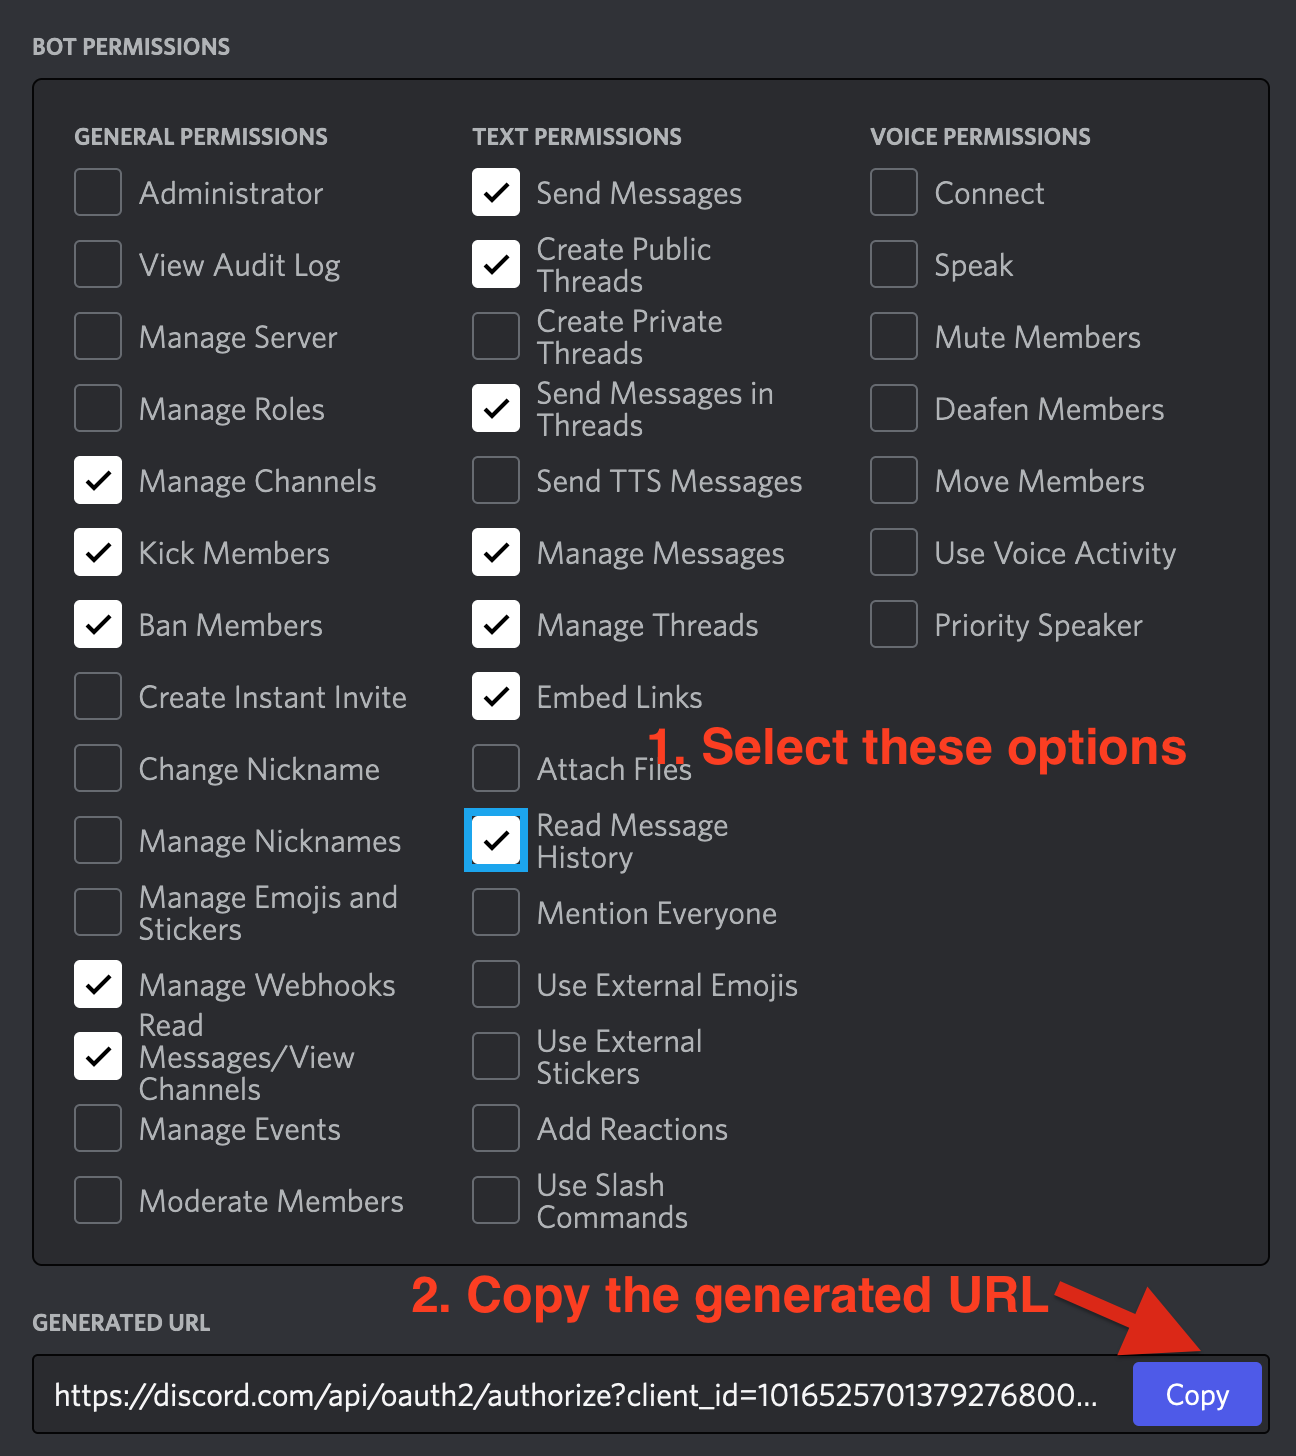 BOT PERMISSIONS
GENERAL PERMISSIONS
Administrator
View Audit Log
Manage Server
Manage Roles
Manage Channels
Kick Members
Ban Members
Create Instant Invite
Change Nickname
Manage Nicknames
Manage Emojis and
Stickers
Manage Webhooks
Read
Messages/View
Channels
Manage Events
Moderate Members
TEXT PERMISSIONS
Send Messages
Create Public
Threads
Create Private
Threads
Send Messages in
Threads
Send TTS Messages
Manage Messages
Manage Threads
Embed Links
Attach Files
Read Message
History
Mention Everyone
Use External Emojis
Use External
Stickers
Add Reactions
Use Slash
Commands
VOICE PERMISSIONS
Connect
Speak
Mute Members
Deafen Members
Move Members
Use Voice Activity
Priority Speaker
1. Select these options
2. Copy the generated URL
GENERATED URL
https://discord.com/api/oauth2/authorize?client_id=1016525701379276800...
Copy